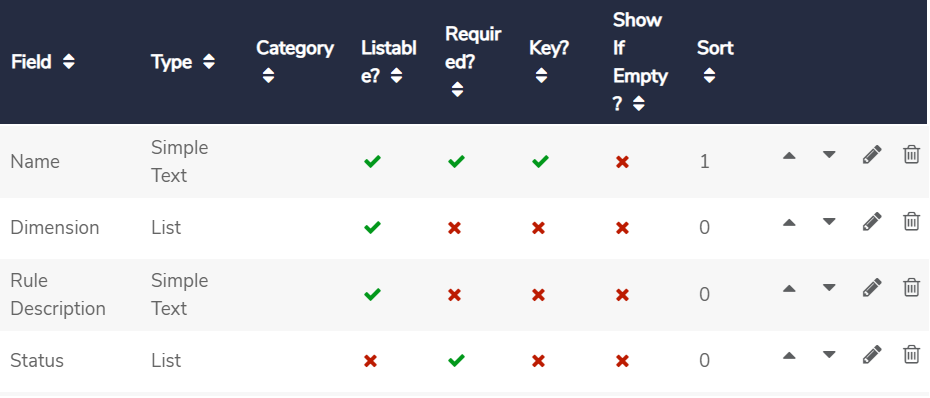 Field Type Category Listabl
e? Requir
ed? Key? Show
If
Empty
? Sort
Name Simple
Text 1
Dimension List 0
Rule
Description Simple
Text 0
Status List 0